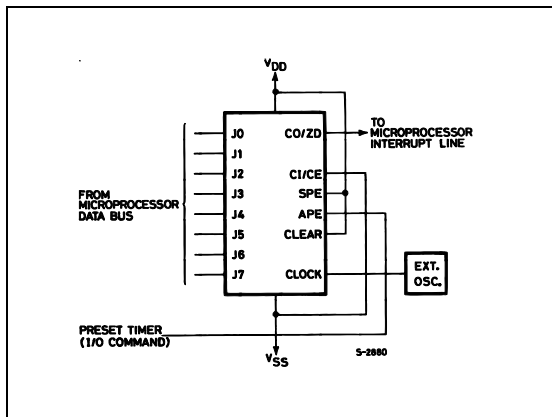 VDD
J0
J1
J2
J3
J4
J5
J6
J7
CO/ZD
CI/CE
SPE
APE
CLEAR
CLOCK
TO
MICROPROCESSOR
INTERRUPT LINE
FROM
MICROPROCESSOR
DATA BUS
EXT.
OSC.
PRESET TIMER
(I/O COMMAND)
VSS
S-2880